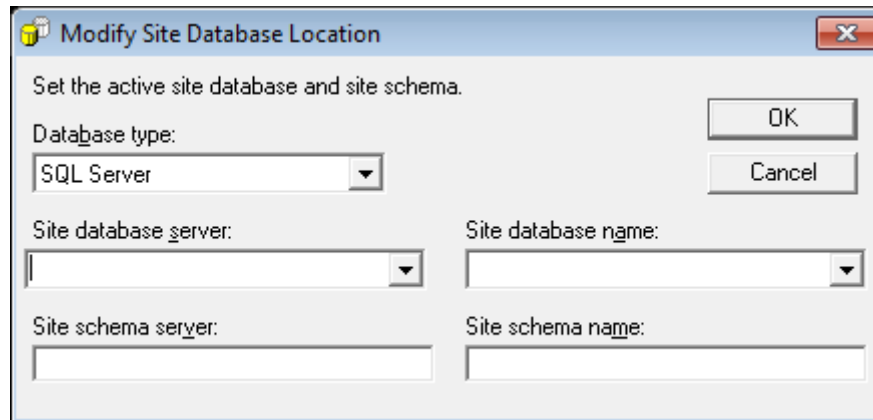 Modify Site Database Location
Set the active site database and site schema.
OK
Database type:
SQL Server
Cancel
Site database server:
Site database name:
Site schema server:
Site schema name: